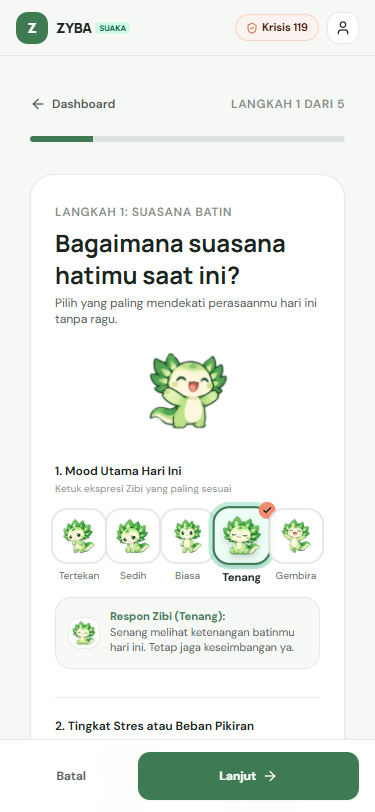 Z ZYBA SUAKA Krisis 119
Dashboard LANGKAH 1 DARI 5
LANGKAH 1: SUASANA BATIN
Bagaimana suasana
hatimu saat ini?
Pilih yang paling mendekati perasaanmu hari ini
tanpa ragu.
1. Mood Utama Hari Ini
Ketuk ekspresi Zibi yang paling sesuai
Tertekan Sedih Biasa Tenang Gembira
Respon Zibi (Tenang):
Senang melihat ketenangan batinmu
hari ini. Tetap jaga keseimbangan ya.
2. Tingkat Stres atau Beban Pikiran
Batal Lanjut